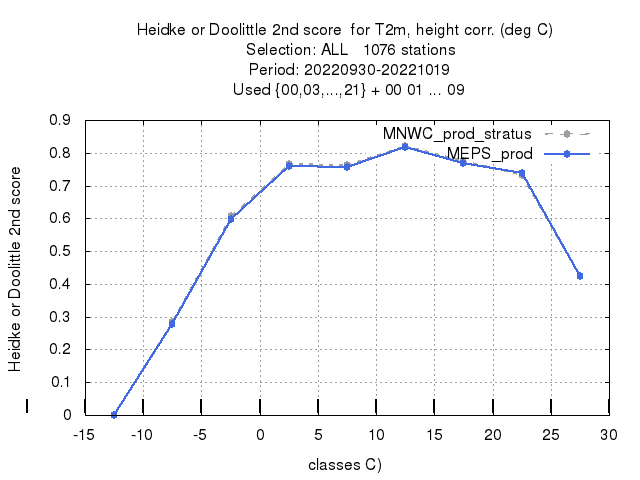 Heidke or Doolittle 2nd score  for T2m, height corr. (deg C)
Selection: ALL   1076 stations
Period: 20220930-20221019
Used {00,03,...,21} + 00 01 ... 09
MNWC_prod_stratus
MEPS_prod
Heidke or Doolittle 2nd score
0.9
0.8
0.7
0.6
0.5
0.4
0.3
0.2
0.1
0
-15 -10 -5 0 5 10 15 20 25 30
classes C)